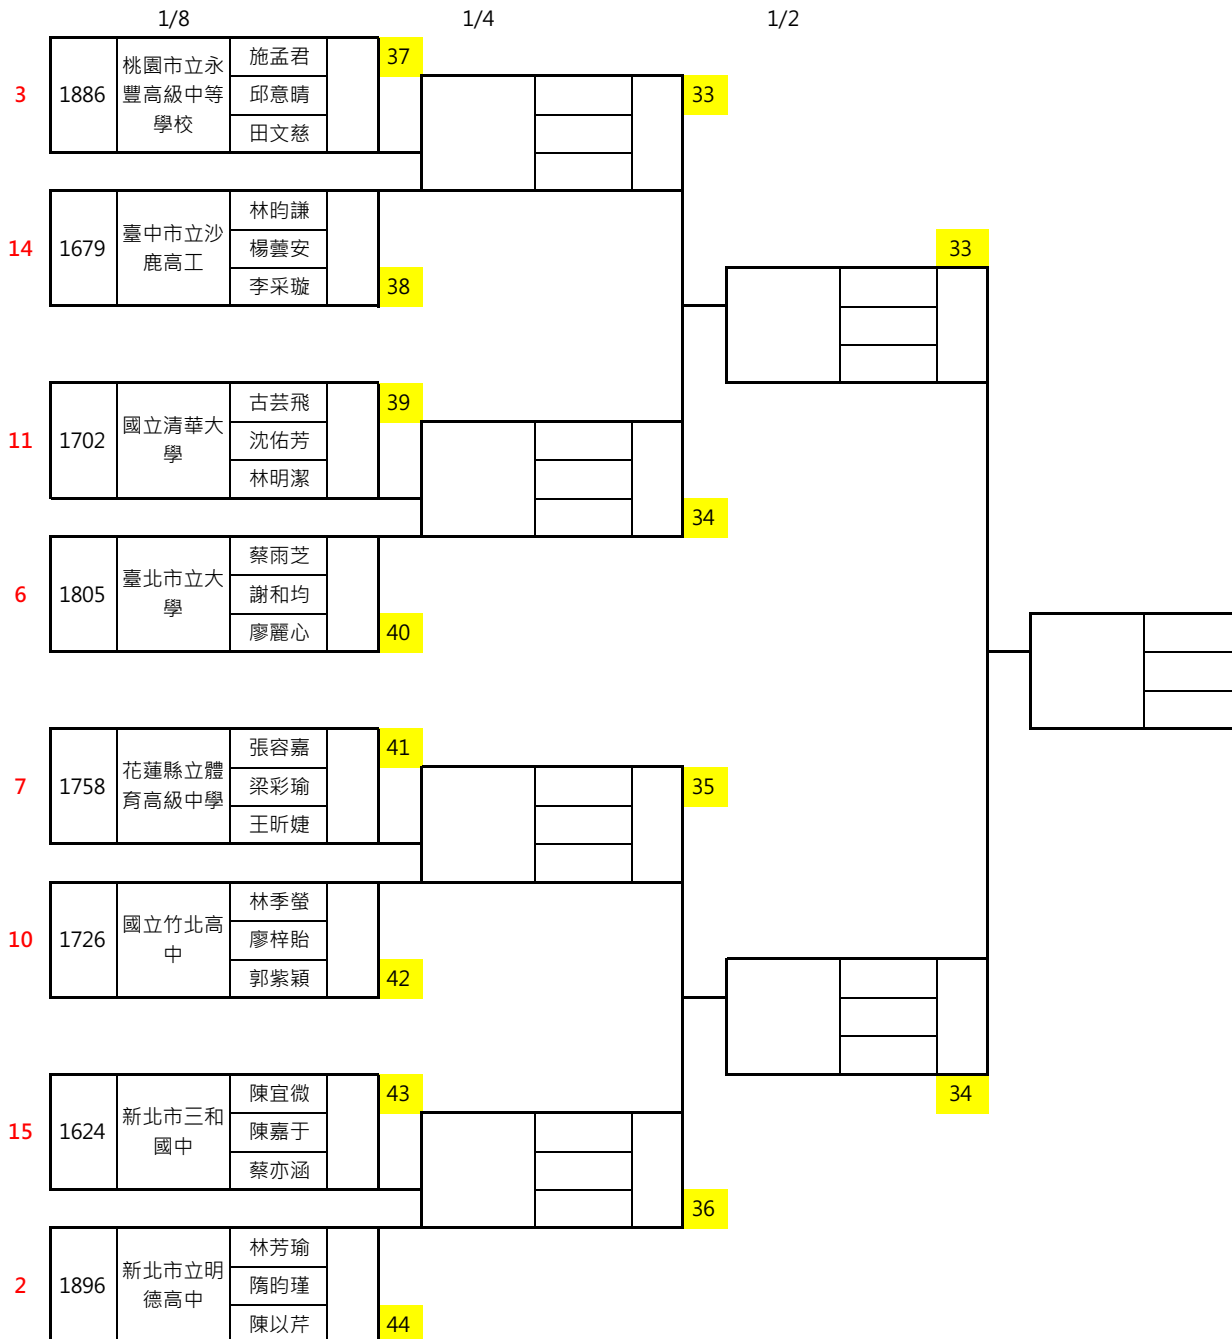 1/8
1/4
1/2
3
1886
桃園市立永
豐高級中等
學校
施孟君
邱意晴
田文慈
37
33
14
1679
臺中市立沙
鹿高工
林昀謙
楊蕓安
李采璇
38
33
11
1702
國立清華大
學
古芸飛
沈佑芳
林明潔
39
34
6
1805
臺北市立大
學
蔡雨芝
謝和均
廖麗心
40
7
1758
花蓮縣立體
育高級中學
張容嘉
梁彩瑜
王昕婕
41
35
10
1726
國立竹北高
中
林季螢
廖梓貽
郭紫穎
42
34
15
1624
新北市三和
國中
陳宜微
陳嘉于
蔡亦涵
43
36
2
1896
新北市立明
德高中
林芳瑜
隋昀瑾
陳以芹
44